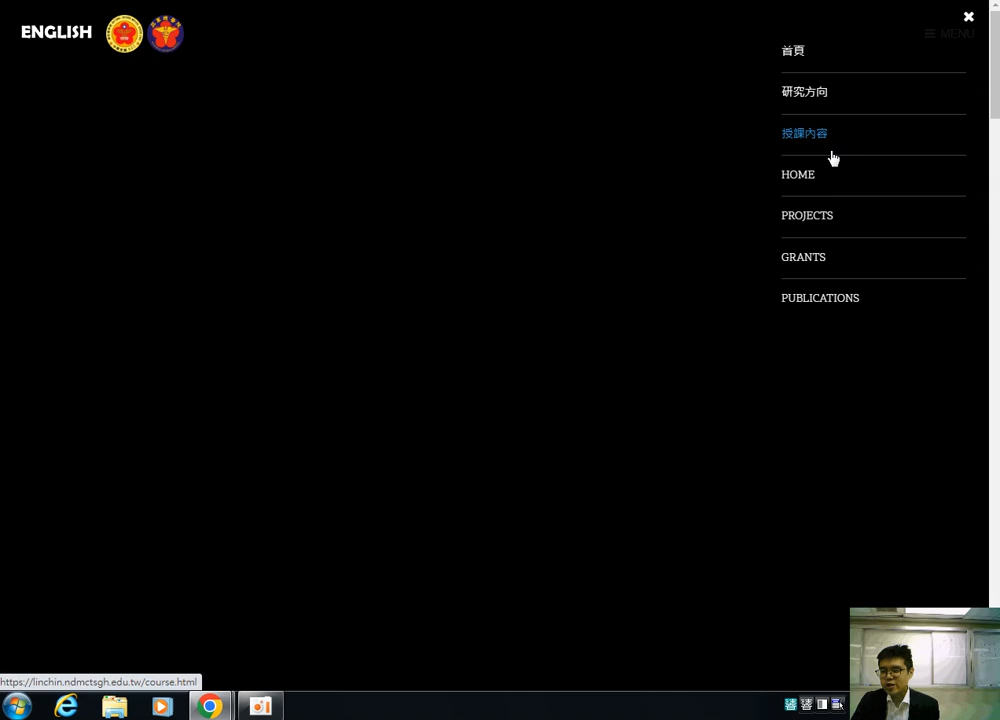 ENGLISH
MENU
首頁
研究方向
授課內容
HOME
PROJECTS
GRANTS
PUBLICATIONS
https://linchin.ndmctsgh.edu.tw/course.html